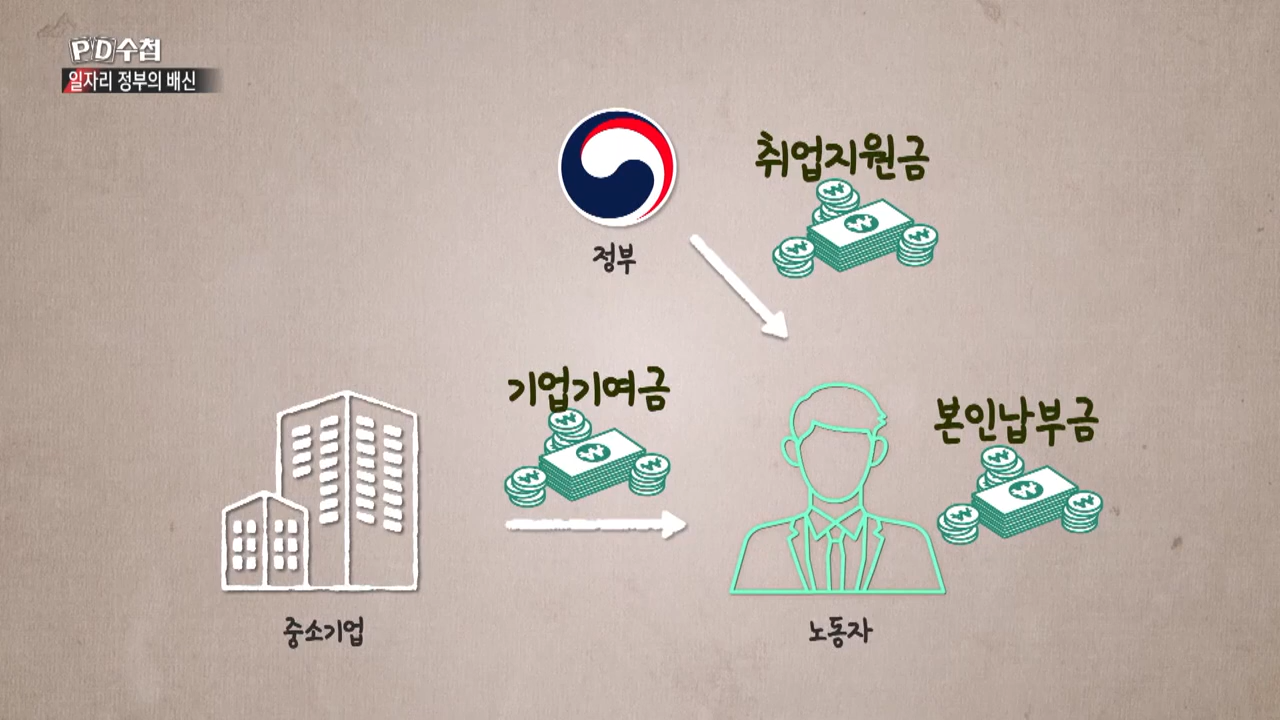 PD수첩
일자리 정부의 배신
취업지원금
정부
기업기여금
본인납부금
중소기업
노동자